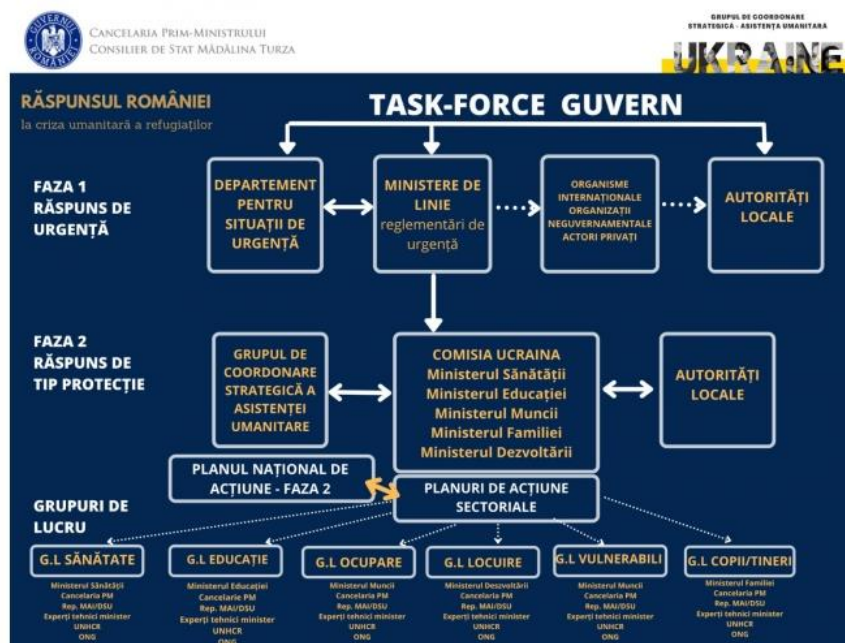 GUVERNUL ROMÂNIEI
CANCELARIA PRIM-MINISTRULUI
CONSILIER DE STAT MĂDĂLINA TURZA
GRUPUL DE COORDONARE
STRATEGICĂ - ASISTENȚA UMANITARĂ
UKRAINE
RĂSPUNSUL ROMÂNIEI
la criza umanitară a refugiaților
TASK-FORCE GUVERN
FAZA 1
RĂSPUNS DE
URGENȚĂ
DEPARTEMENT
PENTRU
SITUAȚII DE
URGENȚĂ
MINISTERE DE
LINIE
reglementări de
urgență
ORGANISME
INTERNAȚIONALE
ORGANIZAȚII
NEGUVERNAMENTALE
ACTORI PRIVAȚI
AUTORITĂȚI
LOCALE
FAZA 2
RĂSPUNS DE
TIP PROTECȚIE
GRUPUL DE
COORDONARE
STRATEGICĂ A
ASISTENȚEI
UMANITARE
COMISIA UCRAINA
Ministerul Sănătății
Ministerul Educației
Ministerul Muncii
Ministerul Familiei
Ministerul Dezvoltării
AUTORITĂȚI
LOCALE
PLANUL NAȚIONAL DE
ACȚIUNE - FAZA 2
PLANURI DE ACȚIUNE
SECTORIALE
GRUPURI DE
LUCRU
G.L SĂNĂTATE
Ministerul Sănătății
Cancelaria PM
Rep. MAI/DSU
Experți tehnici minister
UNHCR
ONG
G.L EDUCAȚIE
Ministerul Educației
Cancelarie PM
Rep. MAI/DSU
Experți tehnici minister
UNHCR
ONG
G.L OCUPARE
Ministerul Muncii
Cancelaria PM
Rep. MAI/DSU
Experți tehnici minister
UNHCR
ONG
G.L LOCUIRE
Ministerul Deszvoltării
Cancelaria PM
Rep. MAI/DSU
Experți tehnici minister
UNHCR
ONG
G.L VULNERABILI
Ministerul Muncii
Cancelaria PM
Rep. MAI/DSU
Experți tehnici minister
UNHCR
ONG
G.L COPII/TINERI
Ministerul Familiei
Cancelaria PM
Rep. MAI/DSU
Experți tehnici minister
UNHCR
ONG